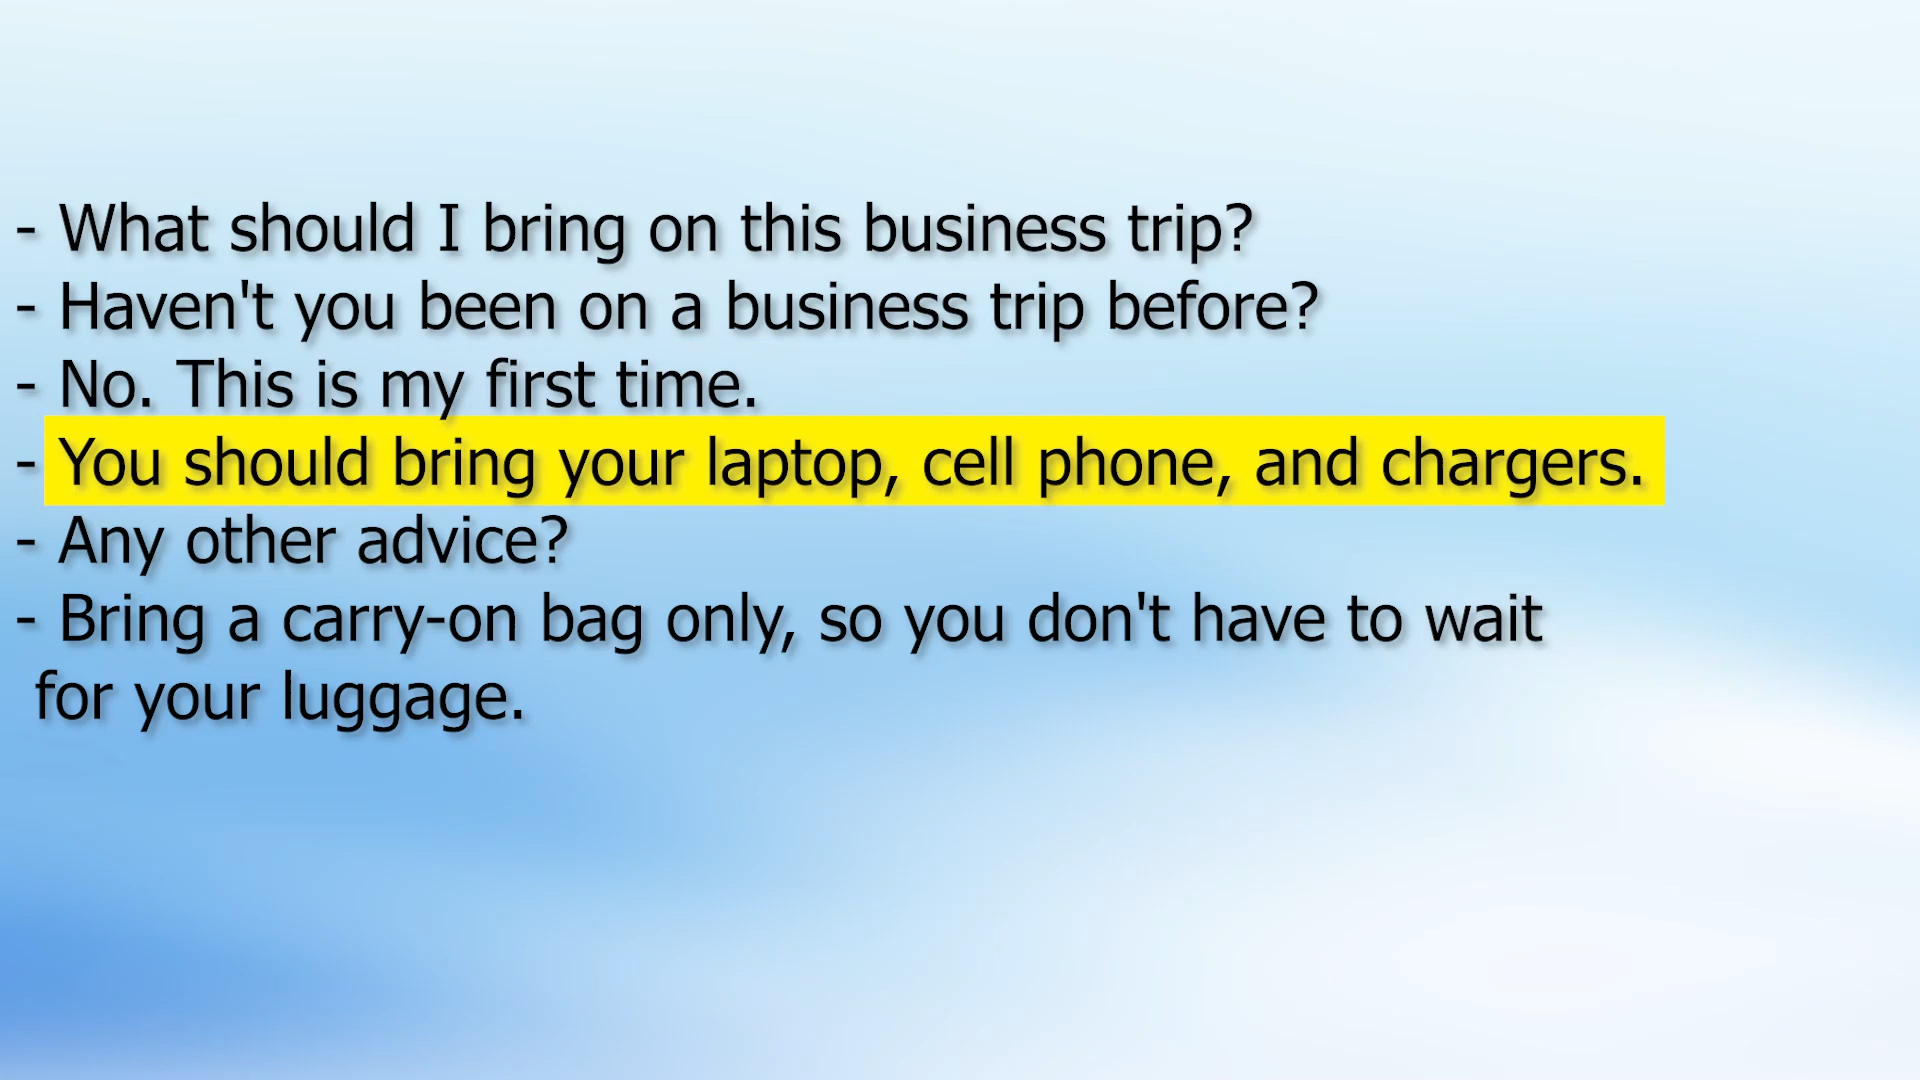 - What should I bring on this business trip?
- Haven't you been on a business trip before?
- No. This is my first time.
- You should bring your laptop, cell phone, and chargers.
- Any other advice?
- Bring a carry-on bag only, so you don't have to wait
for your luggage.